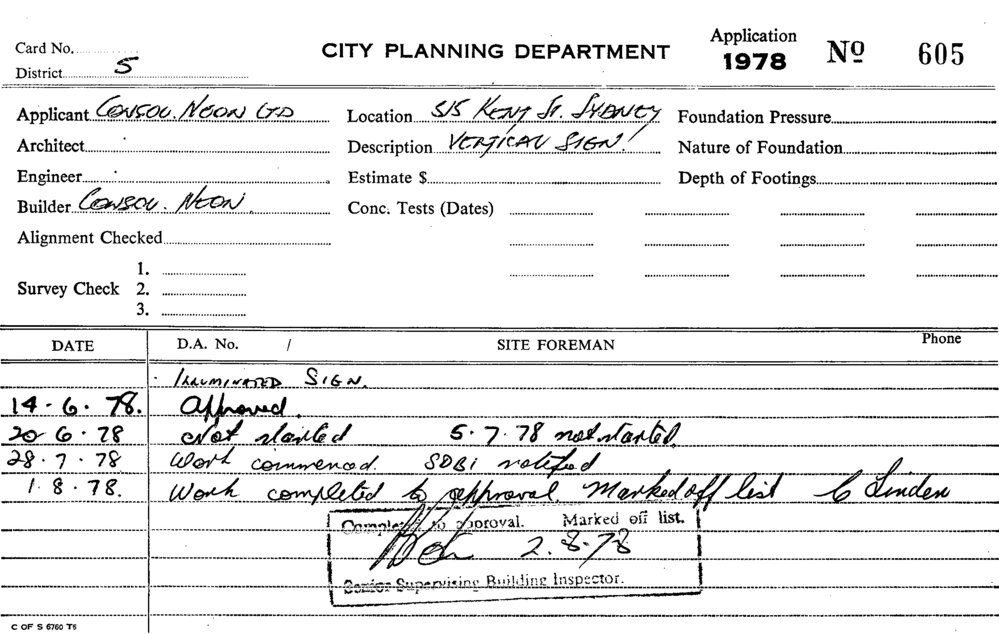 Application
Card No.
CITY PLANNING DEPARTMENT 1978 Nº 605
District 5
Applicant CONSOL. NEON LTD Location 515 KENT ST. SYDNEY Foundation Pressure
Architect Description VERTICAL SIGN! Nature of Foundation
Engineer Estimate $ Depth of Footings
Builder CONSOL. NEON. Conc. Tests (Dates)
Alignment Checked
1.
Survey Check 2.
3.
DATE D.A. No. / SITE FOREMAN Phone
ILLUMINATED SIGN.
14.6.78. Approved.
20.6.78 Not started 5.7.78 not started.
28.7.78 Work commenced. SDBI notified
1.8.78. Work completed to approval. Marked off list C Linden
Completed to approval. Marked off list.
2.8.78
Senior Supervising Building Inspector.
C OF S 6760 T6